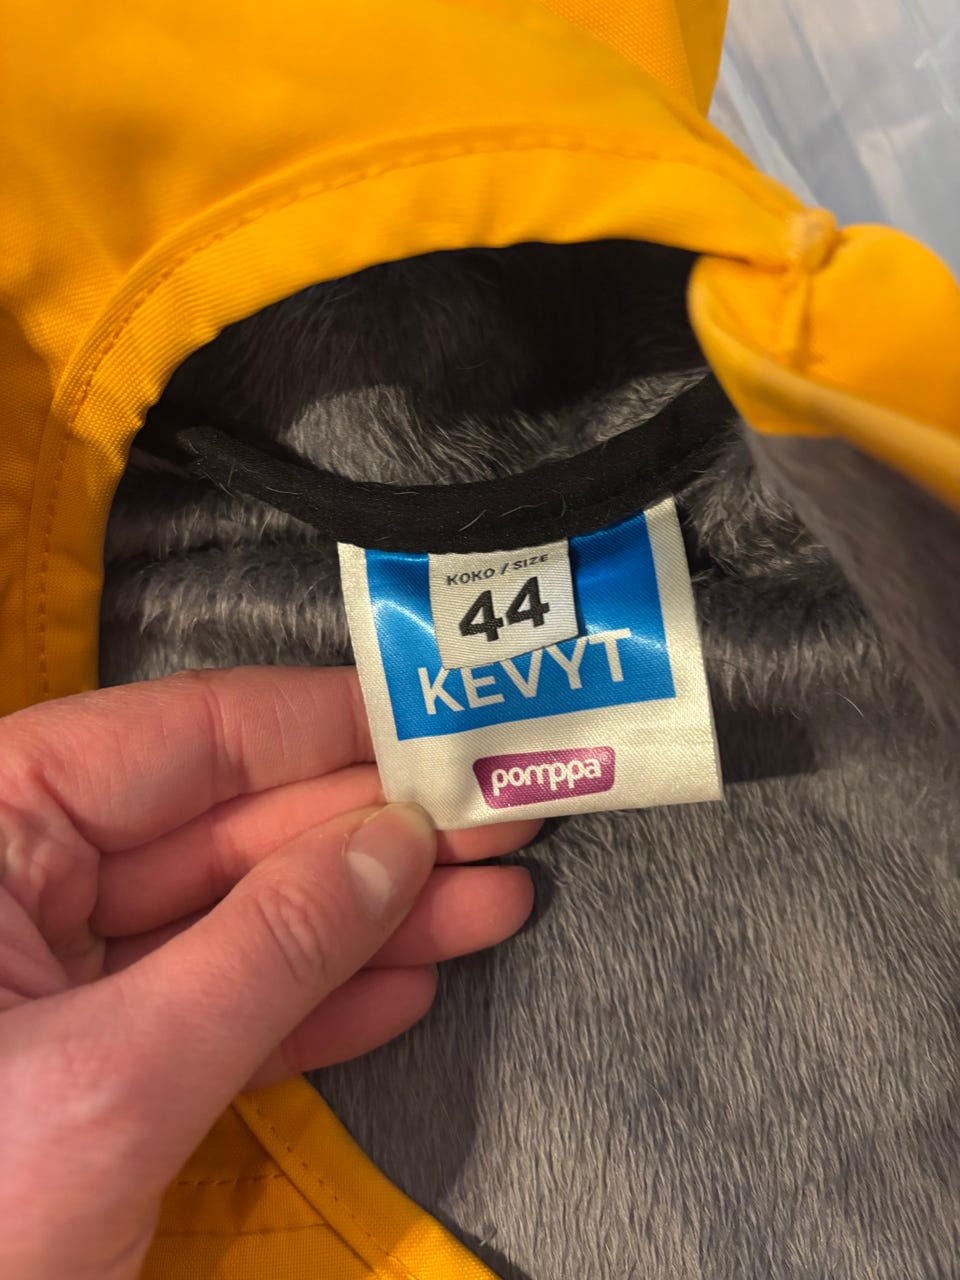 KOKO / SIZE
44
KEVYT
pomppa®